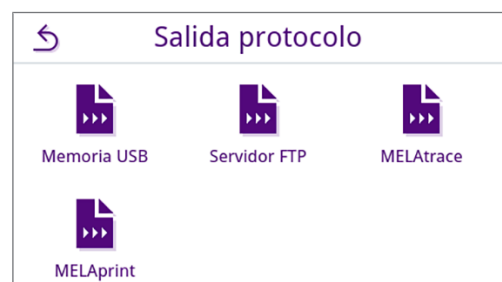 Salida protocolo
Memoria USB
Servidor FTP
MELAtrace
MELAprint